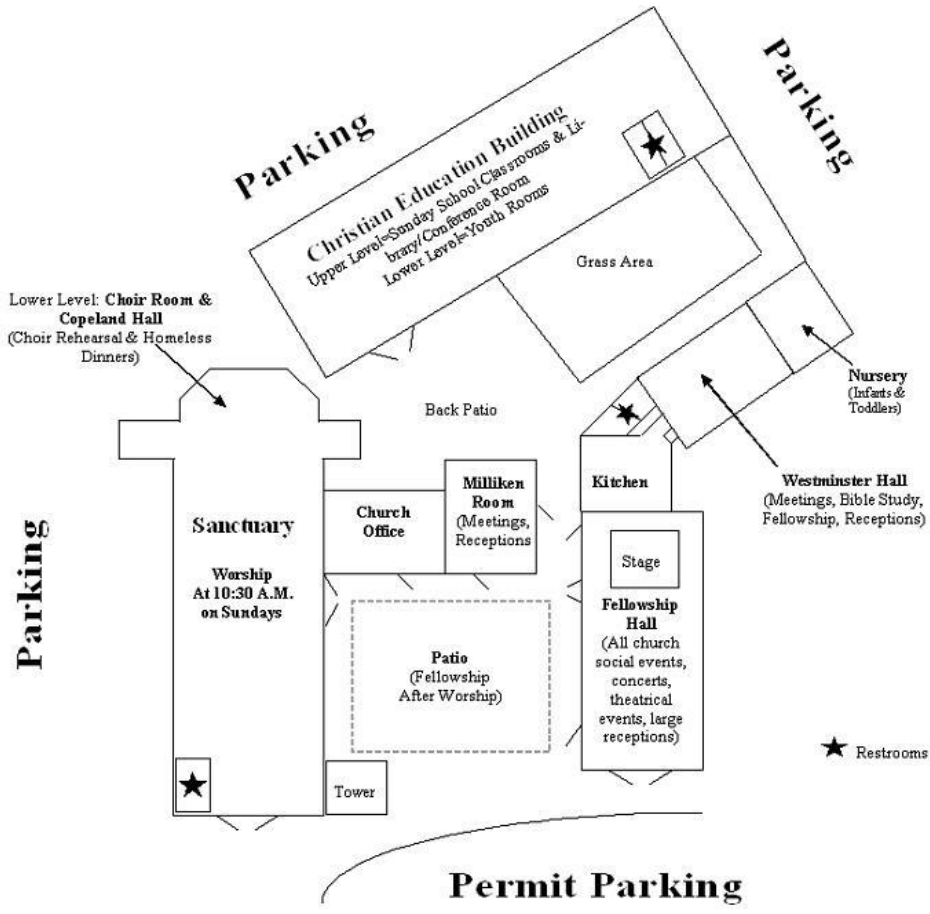 Parking
Parking
Christian Education Building
Upper Level=Sunday School Classrooms & Li-
brary/Conference Room
Lower Level=Youth Rooms
Grass Area
Lower Level: Choir Room &
Copeland Hall
(Choir Rehearsal & Homeless
Dinners)
Nursery
(Infants &
Toddlers)
Back Patio
Westminster Hall
(Meetings, Bible Study,
Fellowship, Receptions)
Kitchen
Milliken
Room
(Meetings,
Receptions
Church
Office
Sanctuary
Worship
At 10:30 A.M.
on Sundays
Parking
Stage
Fellowship
Hall
(All church
social events,
concerts,
theatrical
events, large
receptions)
Patio
(Fellowship
After Worship)
Restrooms
Tower
Permit Parking